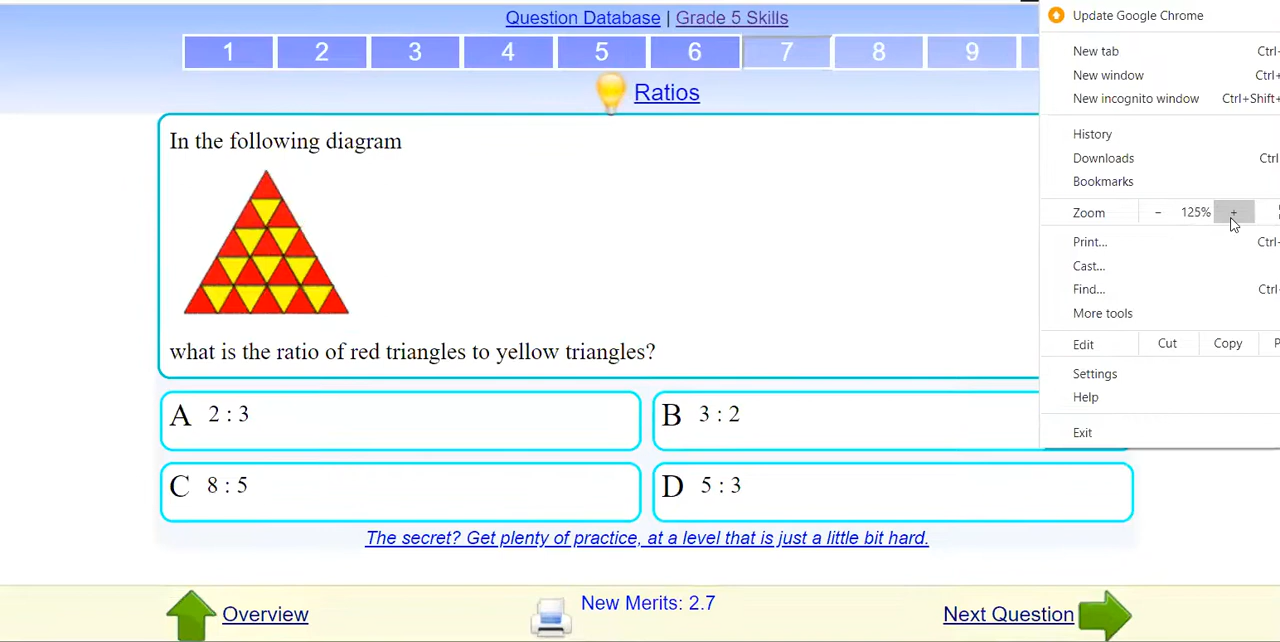 Question Database | Grade 5 Skills
1 2 3 4 5 6 7 8 9
Ratios
In the following diagram
what is the ratio of red triangles to yellow triangles?
A 2 : 3
B 3 : 2
C 8 : 5
D 5 : 3
The secret? Get plenty of practice, at a level that is just a little bit hard.
Overview
New Merits: 2.7
Next Question
Update Google Chrome
New tab Ctrl+
New window Ctrl+
New incognito window Ctrl+Shift+
History
Downloads Ctrl
Bookmarks
Zoom − 125% +
Print... Ctrl+
Cast...
Find... Ctrl+
More tools
Edit Cut Copy P
Settings
Help
Exit